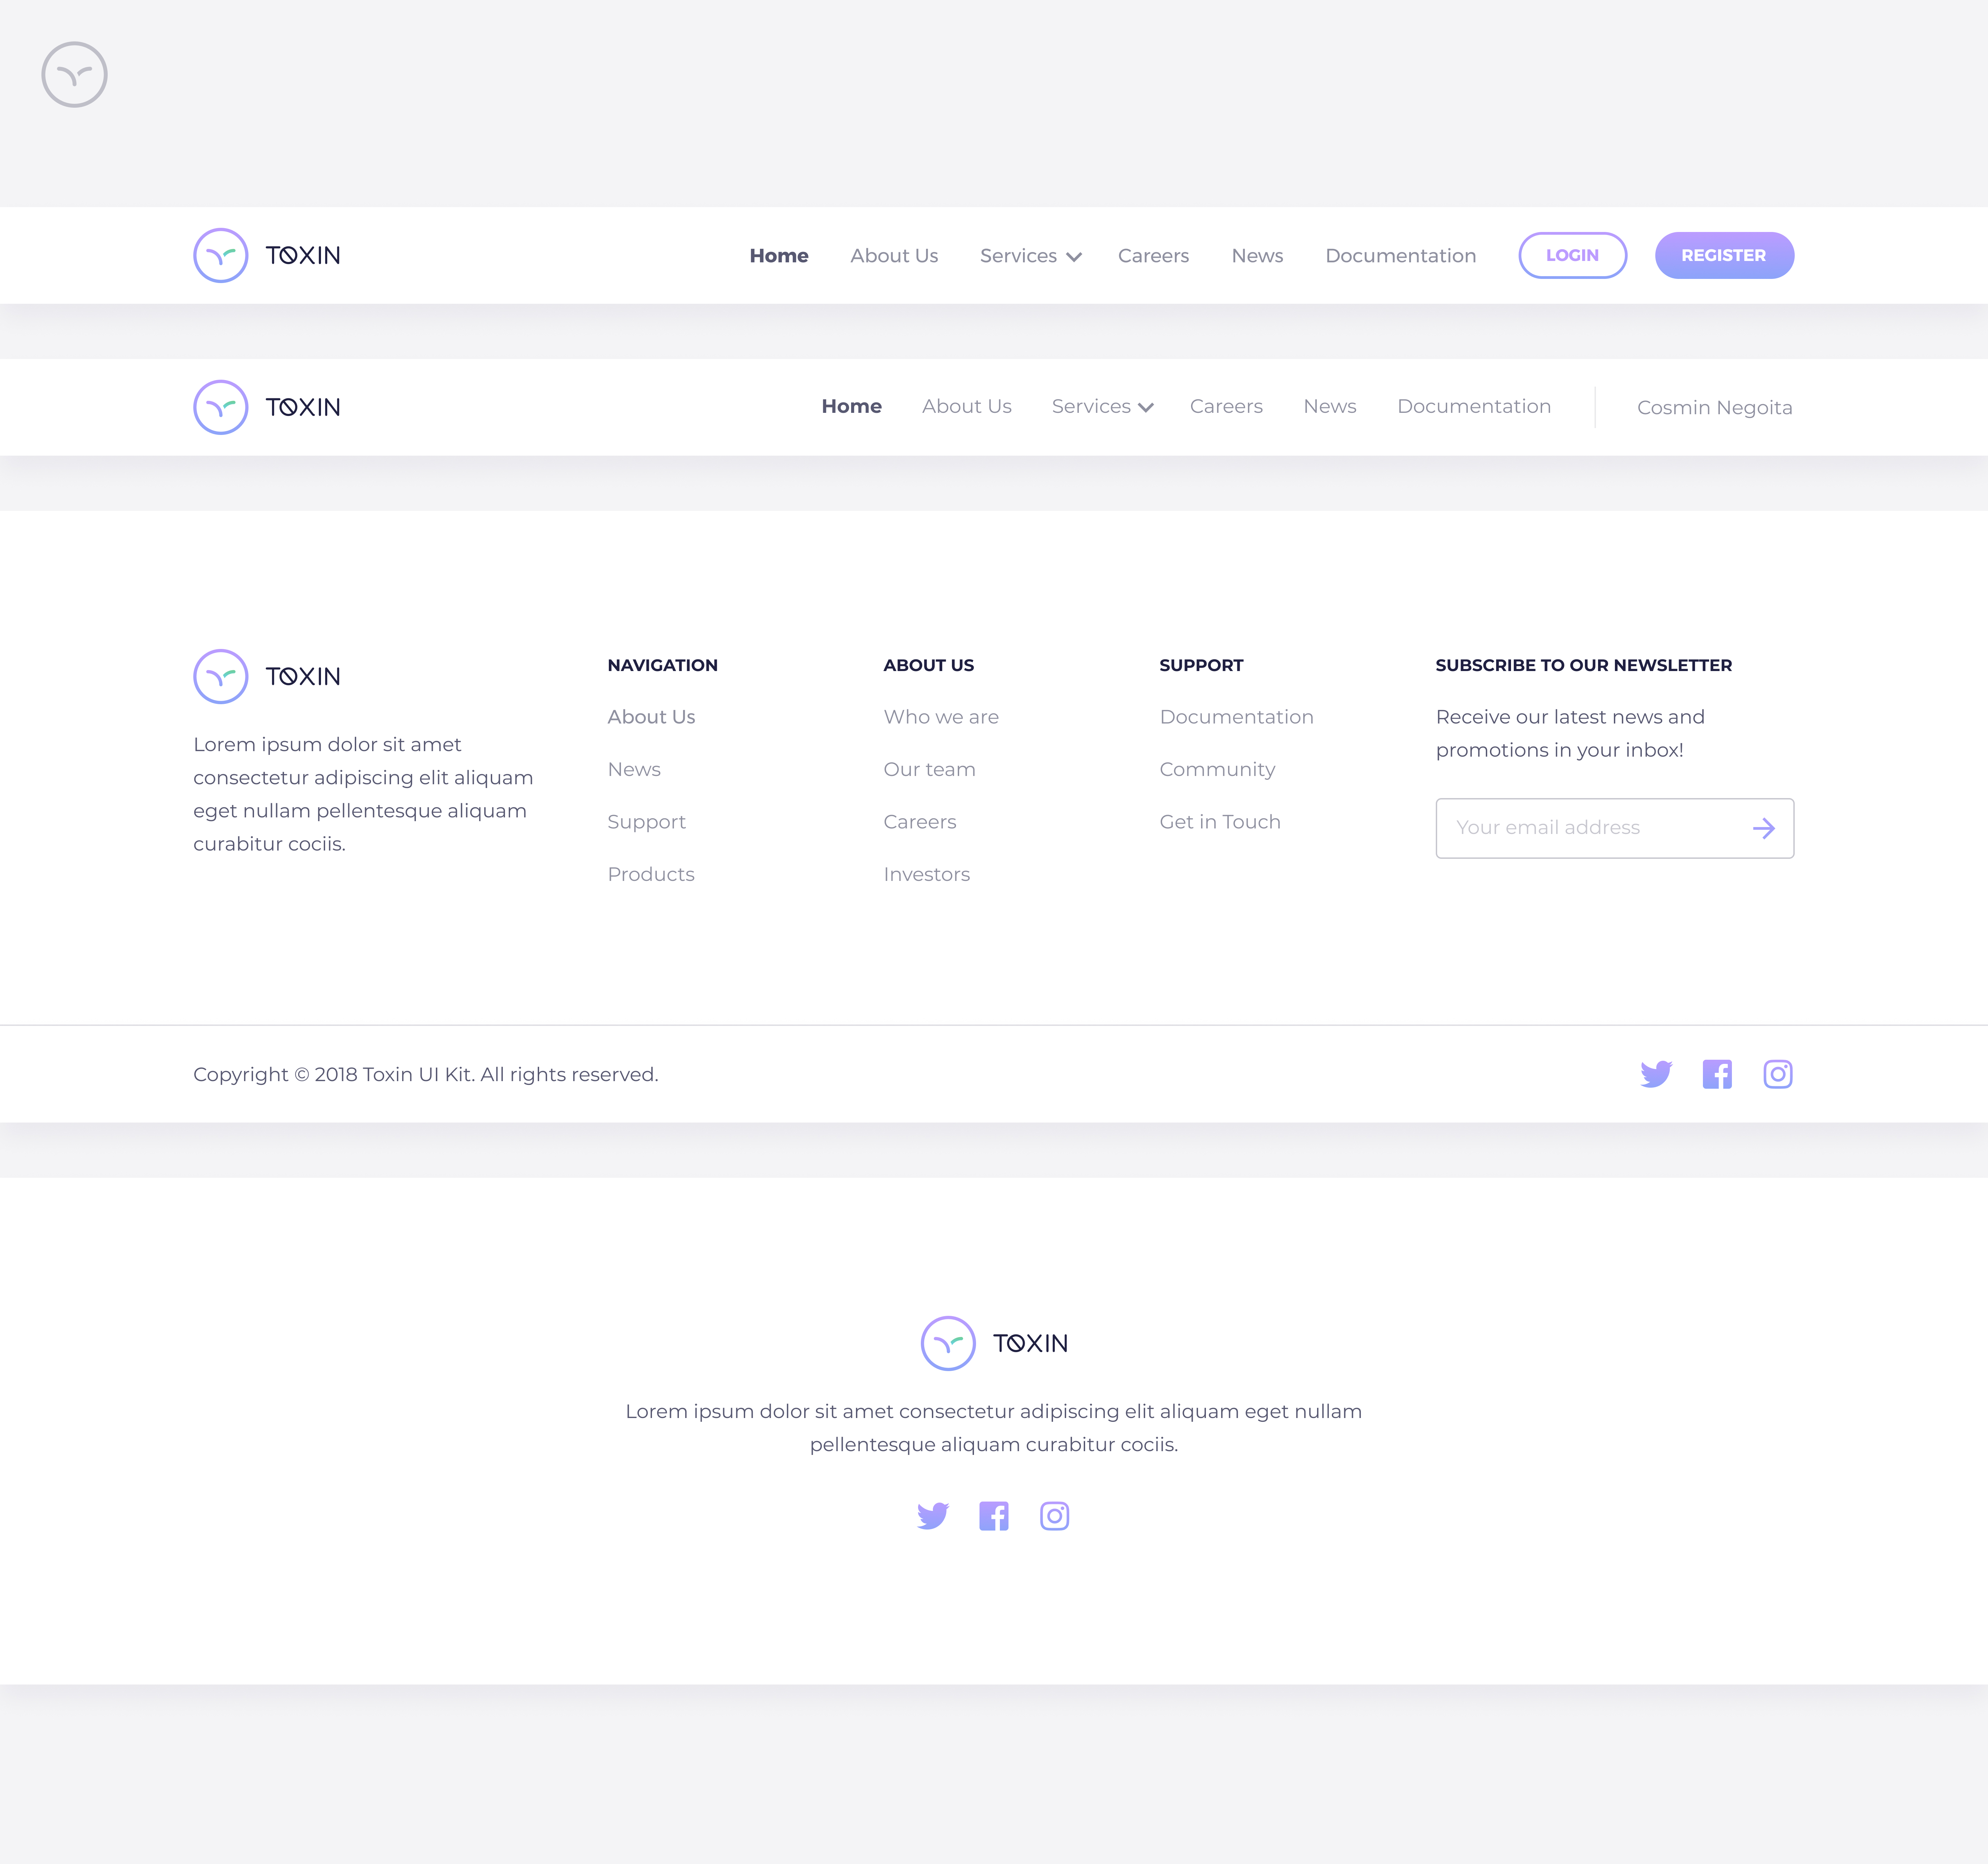 TOXIN
Home About Us Services Careers News Documentation LOGIN REGISTER
TOXIN
Home About Us Services Careers News Documentation Cosmin Negoita
TOXIN
Lorem ipsum dolor sit amet
consectetur adipiscing elit aliquam
eget nullam pellentesque aliquam
curabitur cociis.
NAVIGATION
About Us
News
Support
Products
ABOUT US
Who we are
Our team
Careers
Investors
SUPPORT
Documentation
Community
Get in Touch
SUBSCRIBE TO OUR NEWSLETTER
Receive our latest news and
promotions in your inbox!
Your email address
Copyright © 2018 Toxin UI Kit. All rights reserved.
TOXIN
Lorem ipsum dolor sit amet consectetur adipiscing elit aliquam eget nullam
pellentesque aliquam curabitur cociis.